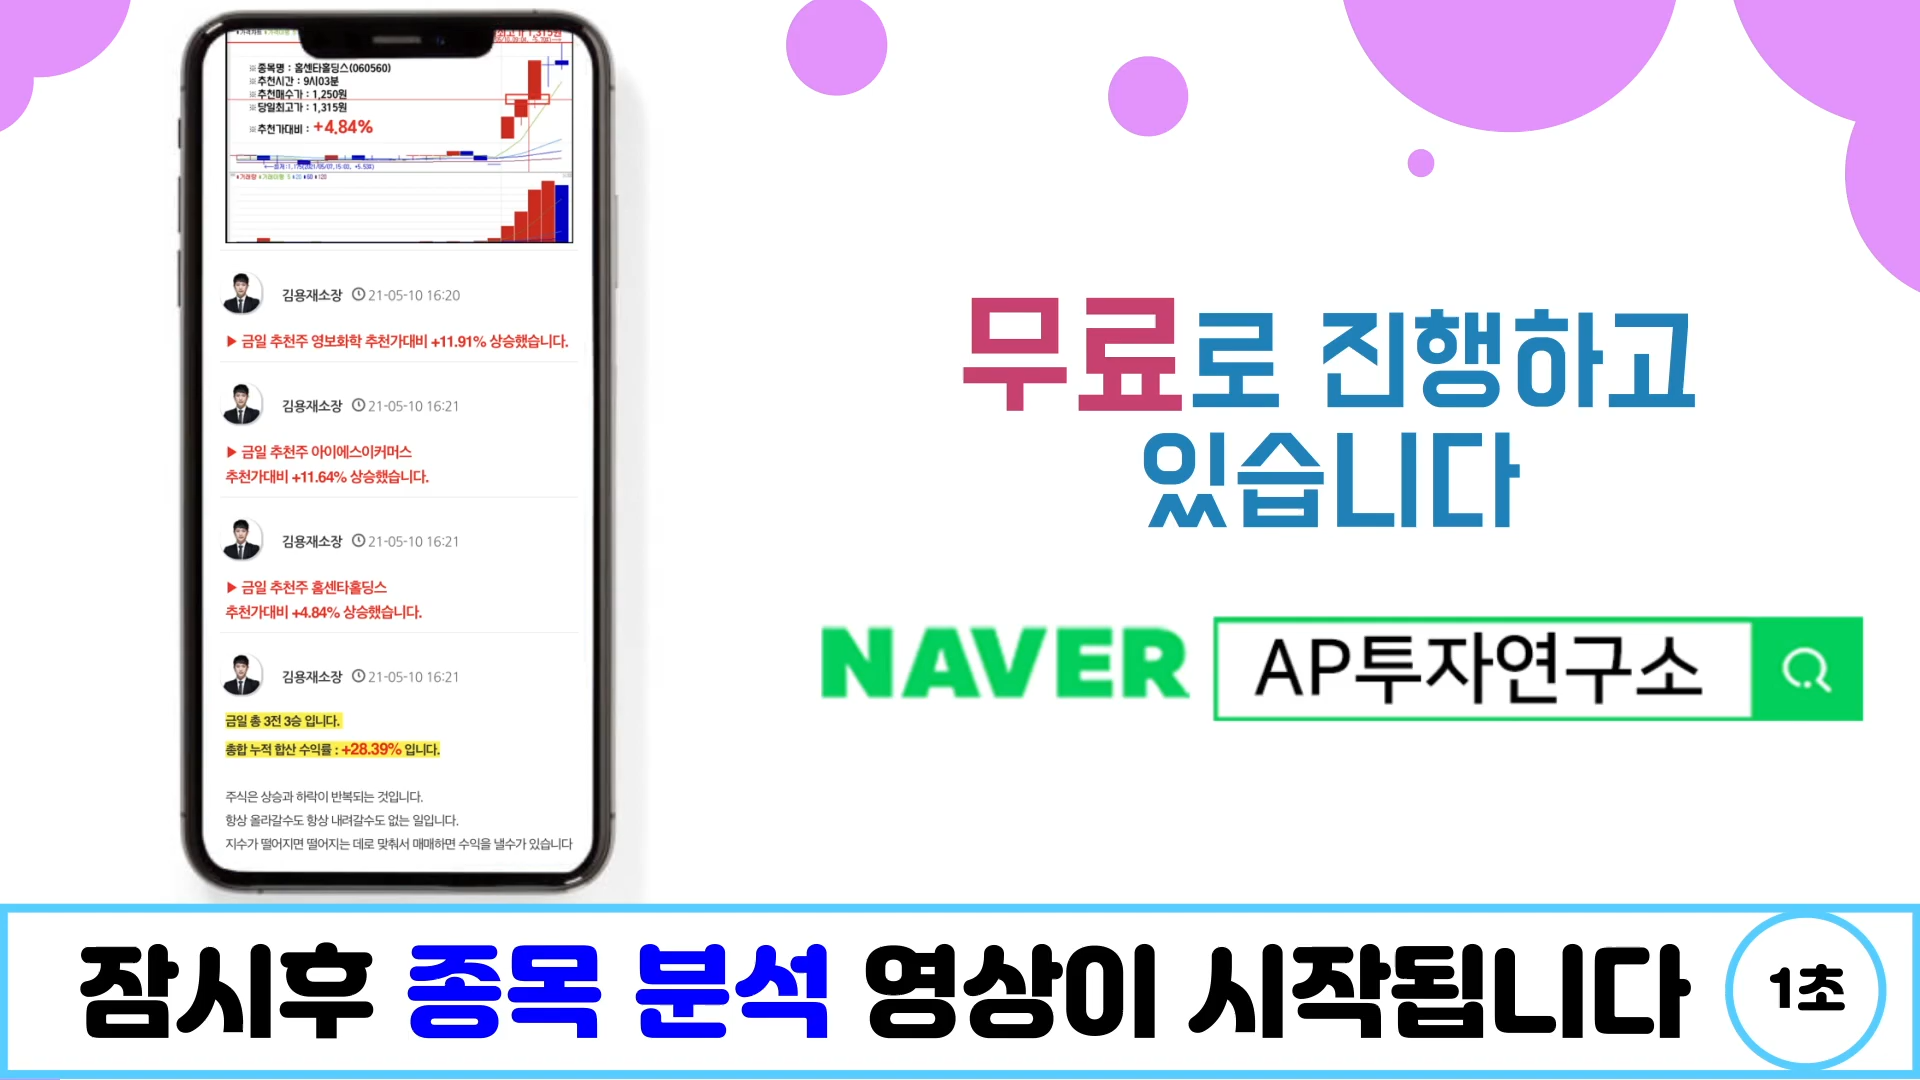 ※종목명 : 홈센타홀딩스(060560)
※추천시간 : 9시03분
※추천매수가 : 1,250원
※당일최고가 : 1,315원
※추천가대비 : +4.84%
김용재소장 21-05-10 16:20
▶ 금일 추천주 영보화학 추천가대비 +11.91% 상승했습니다.
김용재소장 21-05-10 16:21
▶ 금일 추천주 아이에스이커머스
추천가대비 +11.64% 상승했습니다.
김용재소장 21-05-10 16:21
▶ 금일 추천주 홈센타홀딩스
추천가대비 +4.84% 상승했습니다.
김용재소장 21-05-10 16:21
금일 총 3전 3승 입니다.
총합 누적 합산 수익률 : +28.39% 입니다.
주식은 상승과 하락이 반복되는 것입니다.
항상 올라갈수도 항상 내려갈수도 없는 일입니다.
지수가 떨어지면 떨어지는 데로 맞춰서 매매하면 수익을 낼수가 있습니다
무료로 진행하고
있습니다
NAVER AP투자연구소
잠시후 종목 분석 영상이 시작됩니다 1초